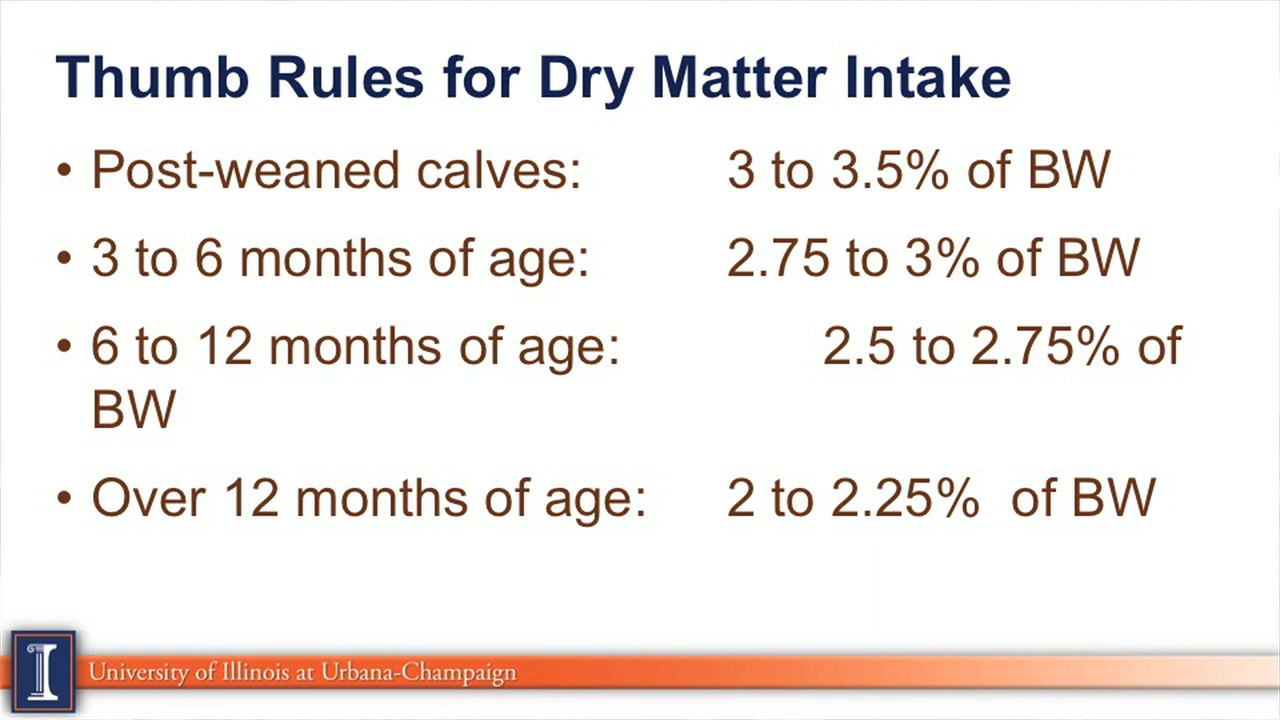 Thumb Rules for Dry Matter Intake
• Post-weaned calves: 3 to 3.5% of BW
• 3 to 6 months of age: 2.75 to 3% of BW
• 6 to 12 months of age: 2.5 to 2.75% of
BW
• Over 12 months of age: 2 to 2.25% of BW
I University of Illinois at Urbana-Champaign